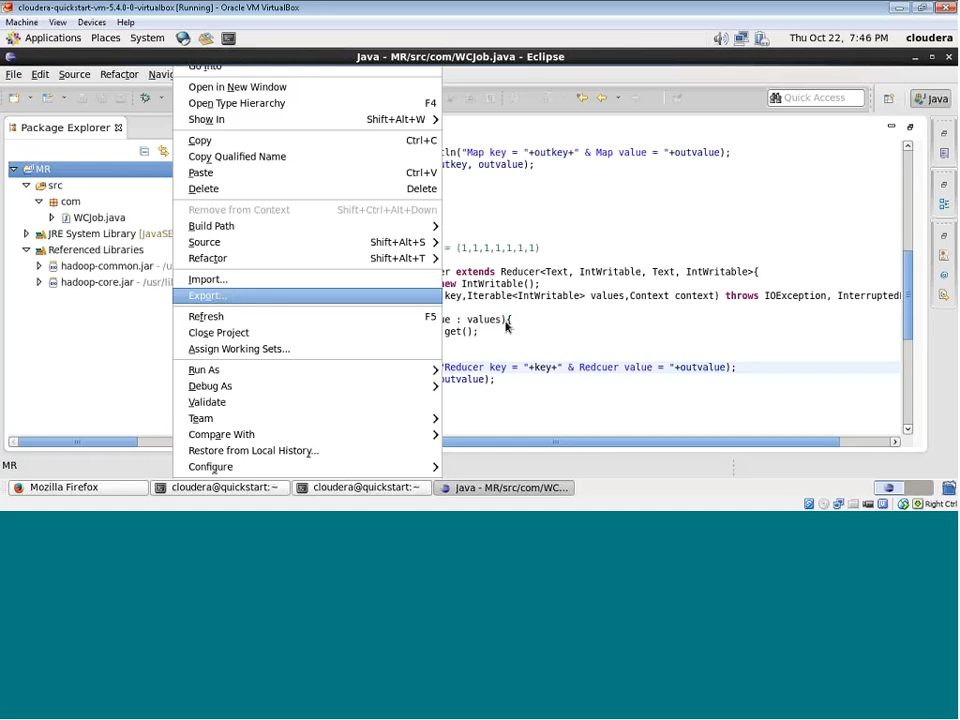 cloudera-quickstart-vm-5.4.0-0-virtualbox [Running] - Oracle VM VirtualBox
Machine View Devices Help
Applications Places System Thu Oct 22, 7:46 PM cloudera
Java - MR/src/com/WCJob.java - Eclipse
File Edit Source Refactor Navig
Quick Access Java
Package Explorer
MR
src
com
WCJob.java
JRE System Library [JavaSE
Referenced Libraries
hadoop-common.jar - /u
hadoop-core.jar - /usr/li
Go Into
Open in New Window
Open Type Hierarchy F4
Show In Shift+Alt+W
Copy Ctrl+C
Copy Qualified Name
Paste Ctrl+V
Delete Delete
Remove from Context Shift+Ctrl+Alt+Down
Build Path
Source Shift+Alt+S
Refactor Shift+Alt+T
Import...
Export...
Refresh F5
Close Project
Assign Working Sets...
Run As
Debug As
Validate
Team
Compare With
Restore from Local History...
Configure
tln("Map key = "+outkey+" & Map value = "+outvalue);
utkey, outvalue);
= (1,1,1,1,1,1,1)
er extends Reducer<Text, IntWritable, Text, IntWritable>{
new IntWritable();
key,Iterable<IntWritable> values,Context context) throws IOException, Interrupted
ue : values){
get();
"Reducer key = "+key+" & Redcuer value = "+outvalue);
outvalue);
MR
Mozilla Firefox cloudera@quickstart:~ cloudera@quickstart:~ Java - MR/src/com/WC...
Right Ctrl